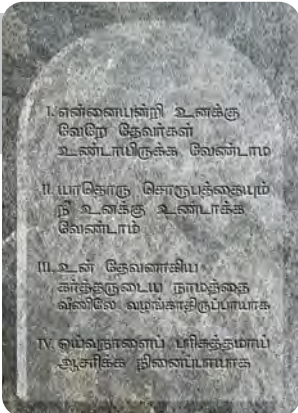 I. என்னையன்றி உனக்கு
வேறே தேவர்கள்
உண்டாயிருக்க வேண்டாம
II. யாதொரு சொரூபத்தையும்
நீ உனக்கு உண்டாக்க
வேண்டாம்
III. உன் தேவனாகிய
கர்த்தருடைய நாமத்தை
வீணிலே வழங்காதிருப்பாயாக
IV. ஓய்வுநாளைப் பரிசுத்தமாய்
ஆசரிக்க நினைப்பாயாக